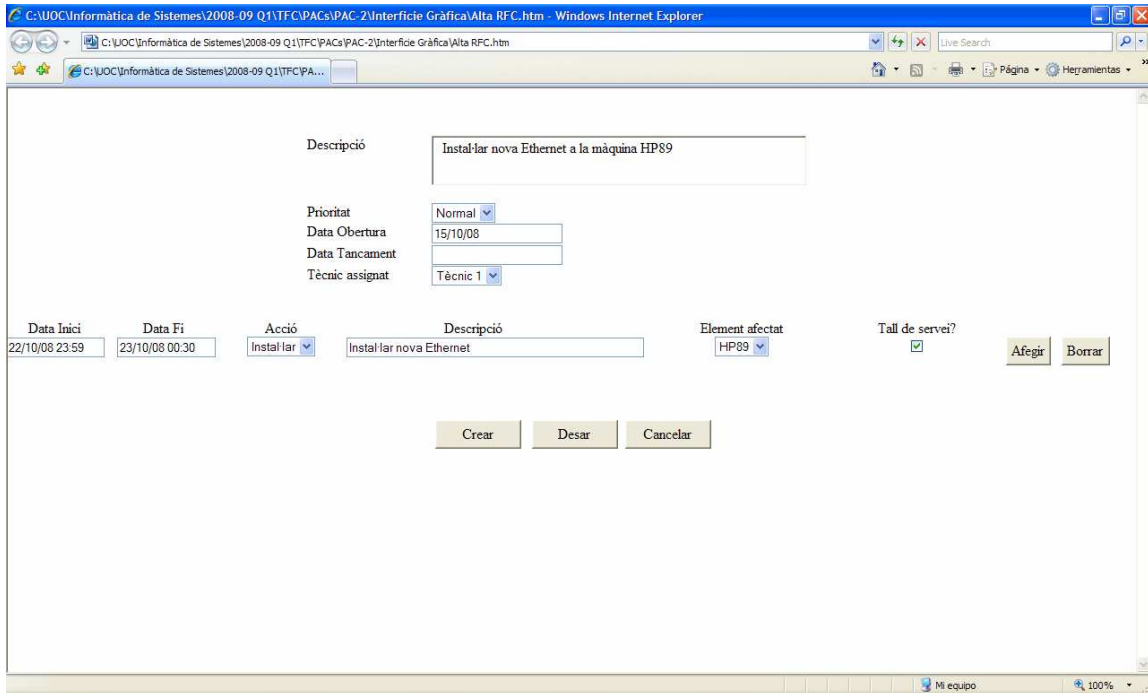 C:\UOC\Informàtica de Sistemes\2008-09 Q1\TFC\PACs\PAC-2\Interfície Gràfica\Alta RFC.htm - Windows Internet Explorer
C:\UOC\Informàtica de Sistemes\2008-09 Q1\TFC\PACs\PAC-2\Interfície Gràfica\Alta RFC.htm
Live Search
C:\UOC\Informàtica de Sistemes\2008-09 Q1\TFC\PA...
Página
Herramientas
Descripció
Instal·lar nova Ethernet a la màquina HP89
Prioritat
Normal
Data Obertura
15/10/08
Data Tancament
Tècnic assignat
Tècnic 1
Data Inici Data Fi Acció Descripció Element afectat Tall de servei?
22/10/08 23:59 23/10/08 00:30 Instal·lar Instal·lar nova Ethernet HP89 Afegir Borrar
Crear Desar Cancelar
Mi equipo
100%